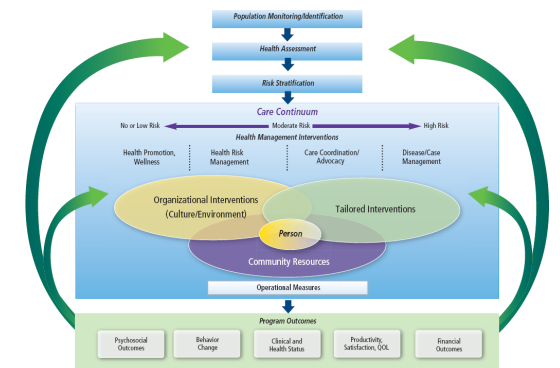 Population Monitoring/Identification
Health Assessment
Risk Stratification
Care Continuum
No or Low Risk
Moderate Risk
High Risk
Health Management Interventions
Health Promotion,
Wellness
Health Risk
Management
Care Coordination/
Advocacy
Disease/Case
Management
Organizational Interventions
(Culture/Environment)
Tailored Interventions
Person
Community Resources
Operational Measures
Program Outcomes
Psychosocial
Outcomes
Behavior
Change
Clinical and
Health Status
Productivity,
Satisfaction, QOL
Financial
Outcomes